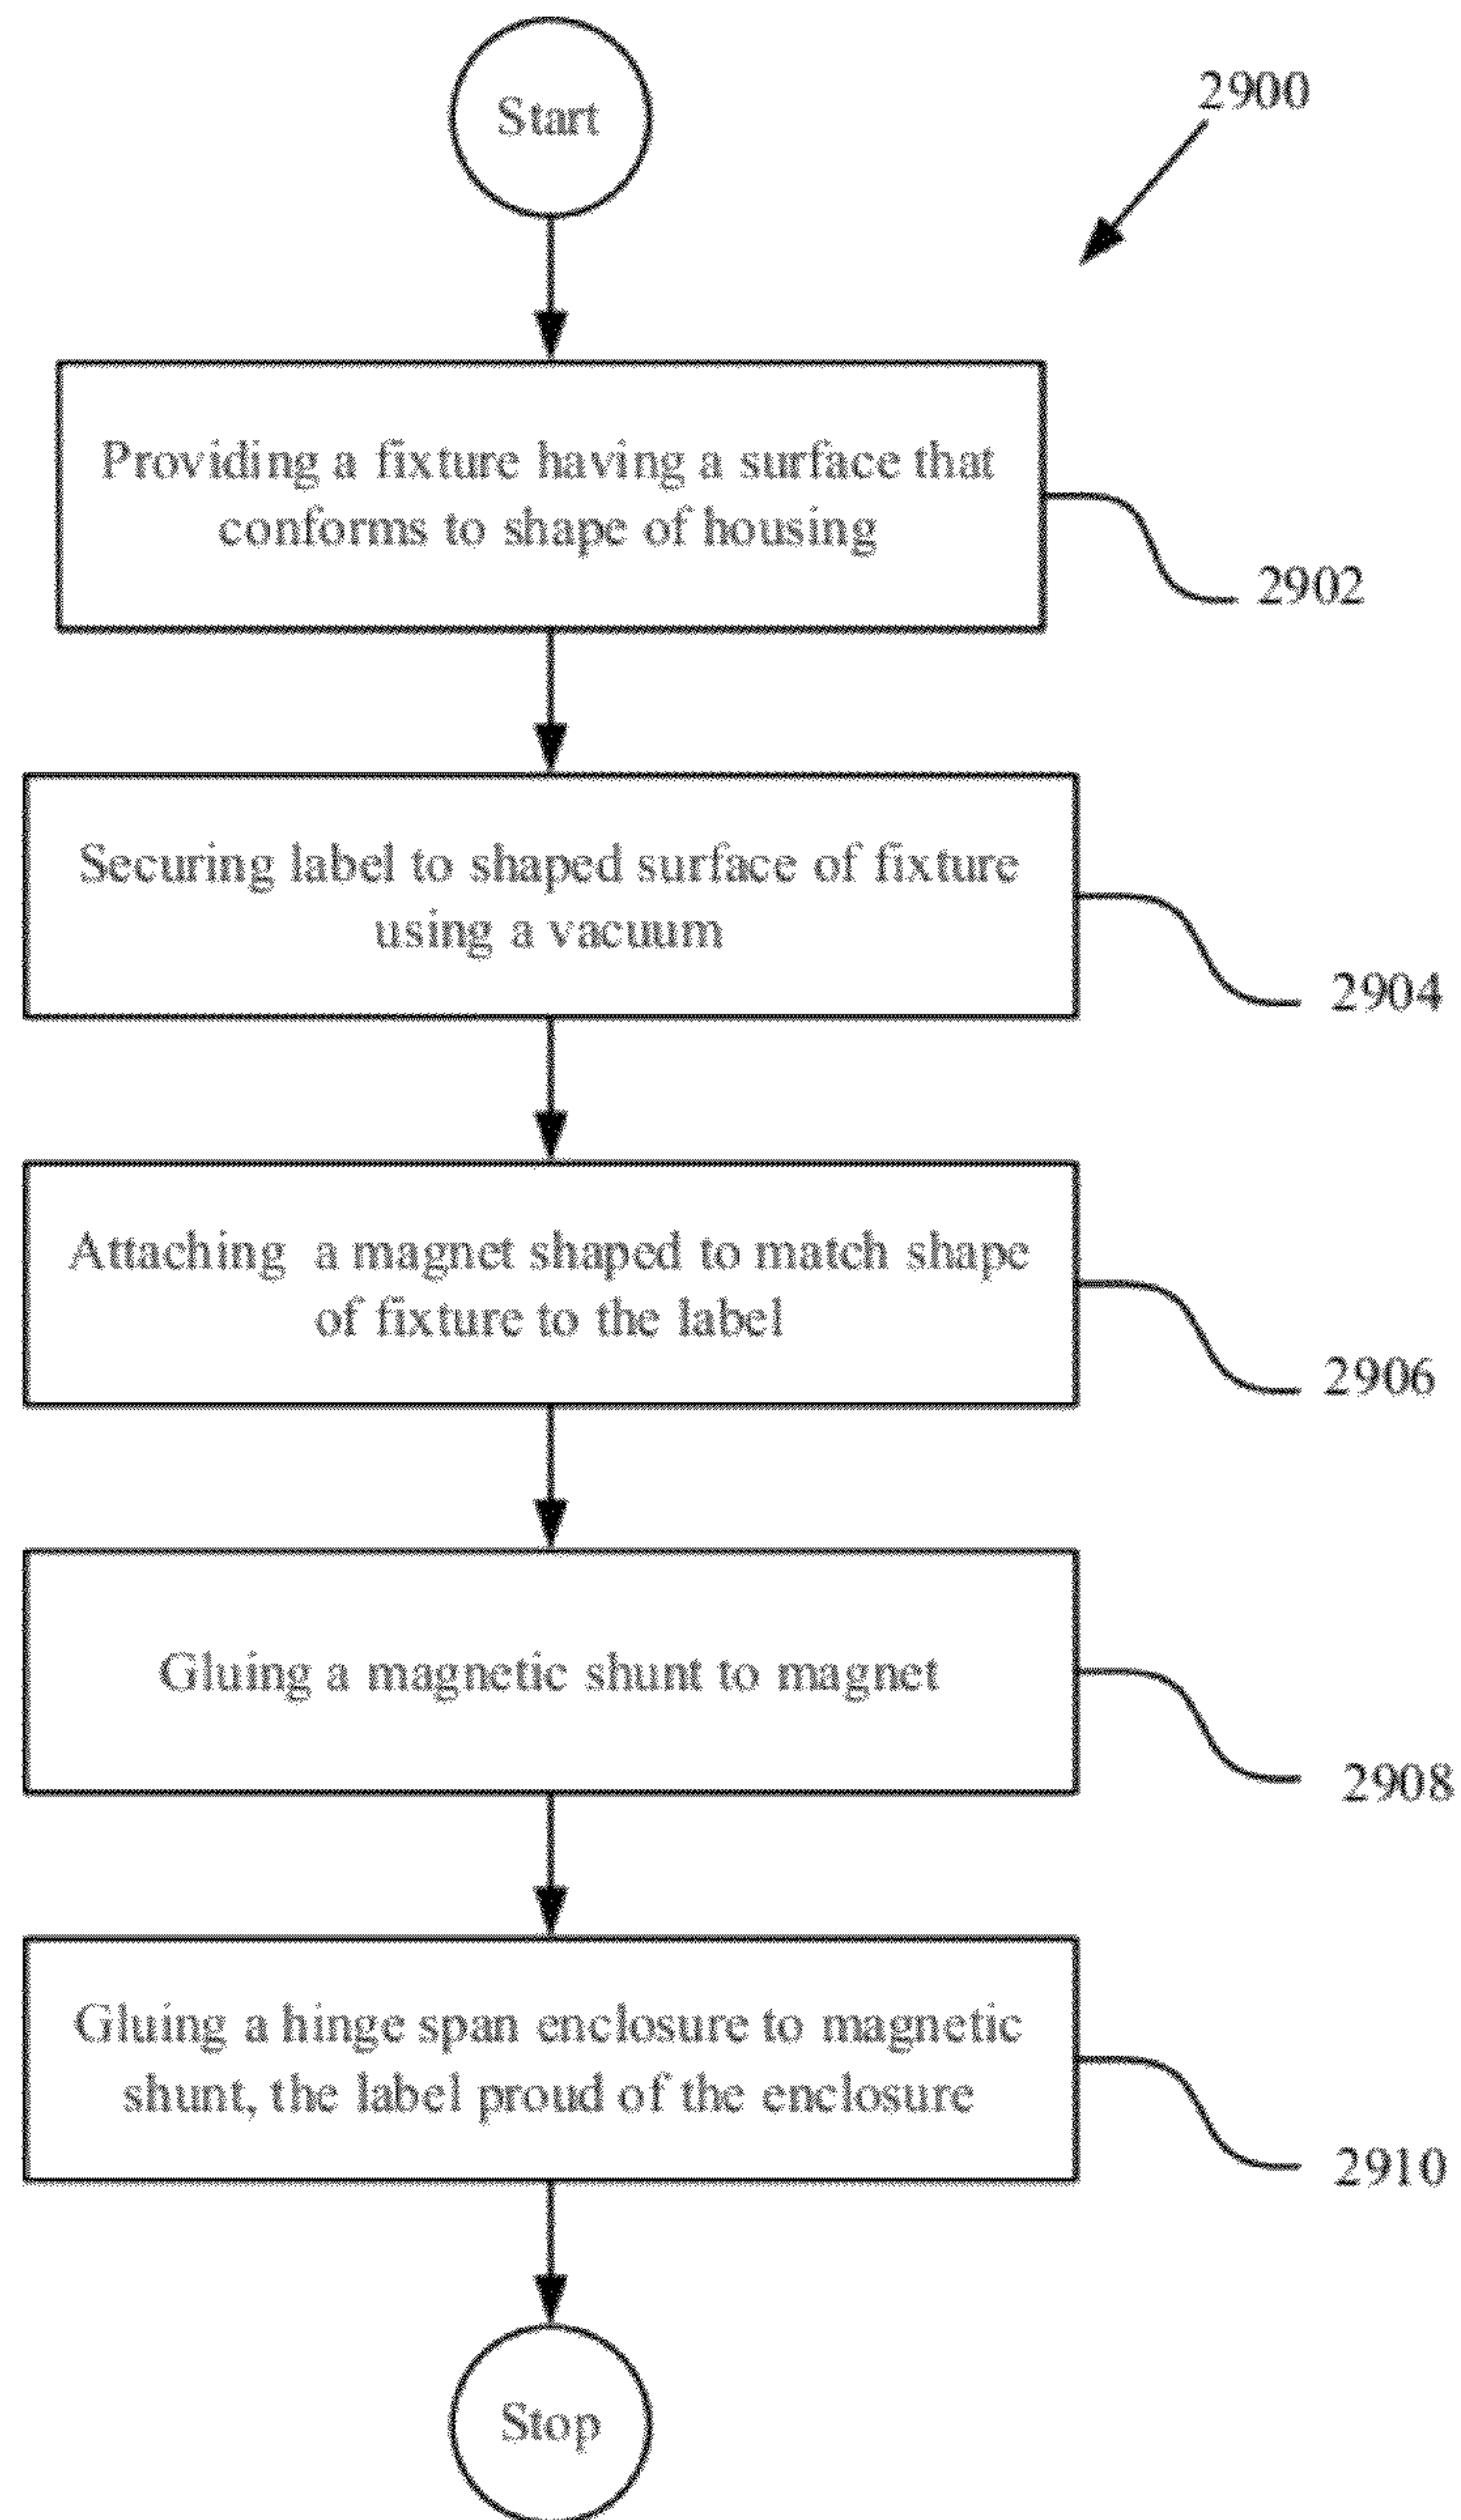 Start
2900
Providing a fixture having a surface that
conforms to shape of housing
2902
Securing label to shaped surface of fixture
using a vacuum
2904
Attaching a magnet shaped to match shape
of fixture to the label
2906
Gluing a magnetic shunt to magnet
2908
Gluing a hinge span enclosure to magnetic
shunt, the label proud of the enclosure
2910
Stop